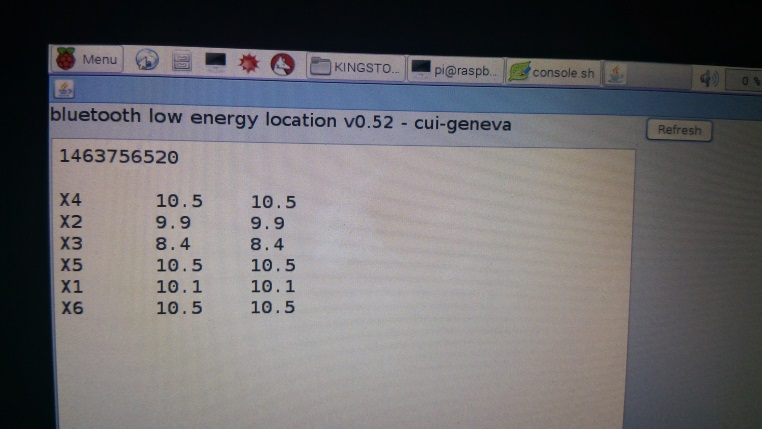 Menu KINGSTO... pi@raspb... console.sh 0 %
bluetooth low energy location v0.52 - cui-geneva
Refresh
1463756520
X4 10.5 10.5
X2 9.9 9.9
X3 8.4 8.4
X5 10.5 10.5
X1 10.1 10.1
X6 10.5 10.5